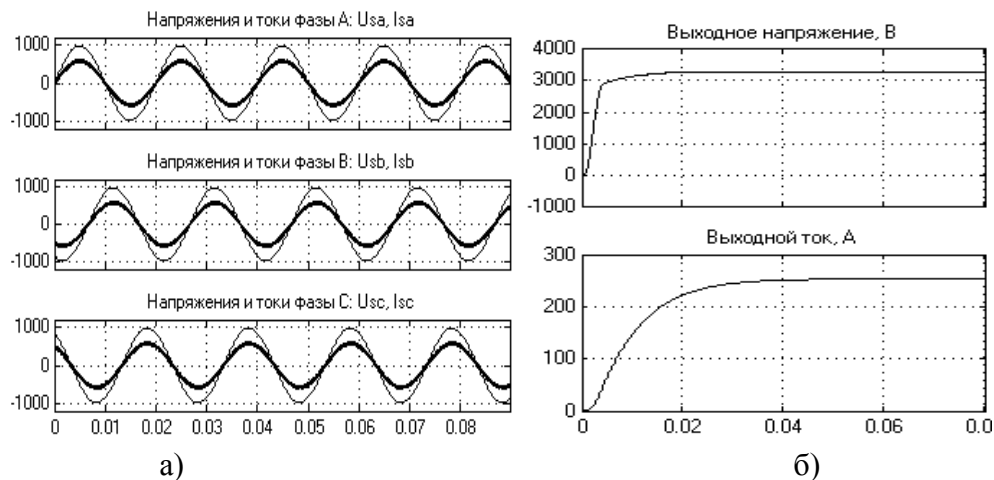 Напряжения и токи фазы А: Usa, Isa
1000
0
-1000
Напряжения и токи фазы В: Usb, Isb
1000
0
-1000
Напряжения и токи фазы С: Usc, Isc
1000
0
-1000
0 0.01 0.02 0.03 0.04 0.05 0.06 0.07 0.08
а)
Выходное напряжение, В
4000
3000
2000
1000
0
-1000
Выходной ток, А
300
200
100
0
0 0.02 0.04 0.06 0.0
б)